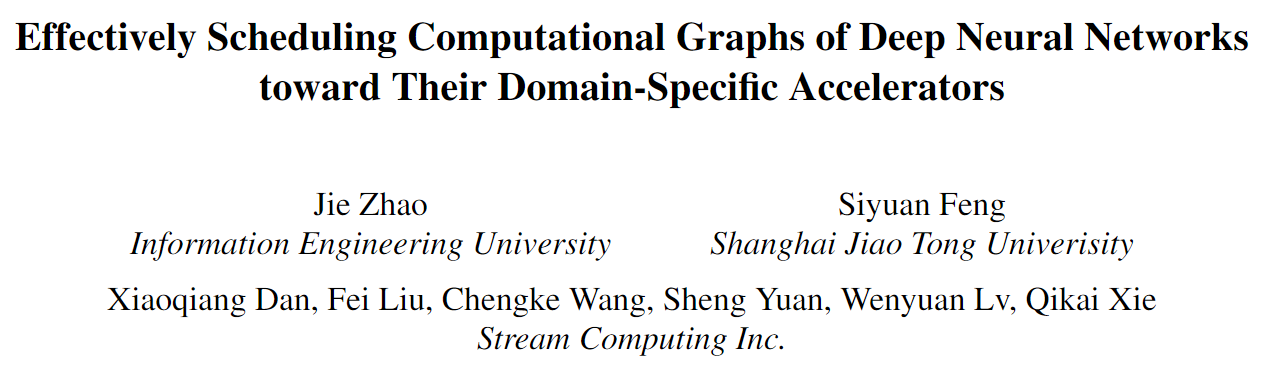 Effectively Scheduling Computational Graphs of Deep Neural Networks
toward Their Domain-Specific Accelerators
Jie Zhao
Information Engineering University
Siyuan Feng
Shanghai Jiao Tong Univerisity
Xiaoqiang Dan, Fei Liu, Chengke Wang, Sheng Yuan, Wenyuan Lv, Qikai Xie
Stream Computing Inc.